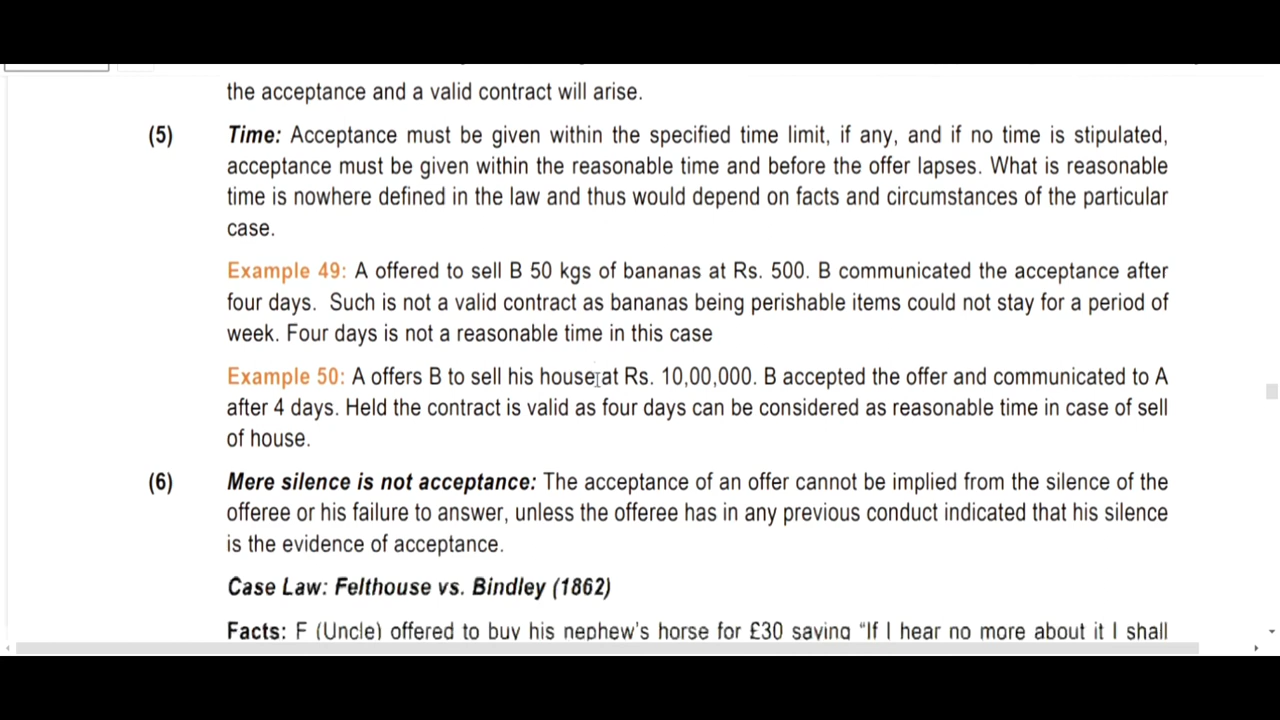 the acceptance and a valid contract will arise.
(5) Time: Acceptance must be given within the specified time limit, if any, and if no time is stipulated,
acceptance must be given within the reasonable time and before the offer lapses. What is reasonable
time is nowhere defined in the law and thus would depend on facts and circumstances of the particular
case.
Example 49: A offered to sell B 50 kgs of bananas at Rs. 500. B communicated the acceptance after
four days. Such is not a valid contract as bananas being perishable items could not stay for a period of
week. Four days is not a reasonable time in this case
Example 50: A offers B to sell his house at Rs. 10,00,000. B accepted the offer and communicated to A
after 4 days. Held the contract is valid as four days can be considered as reasonable time in case of sell
of house.
(6) Mere silence is not acceptance: The acceptance of an offer cannot be implied from the silence of the
offeree or his failure to answer, unless the offeree has in any previous conduct indicated that his silence
is the evidence of acceptance.
Case Law: Felthouse vs. Bindley (1862)
Facts: F (Uncle) offered to buy his nephew's horse for £30 saying "If I hear no more about it I shall